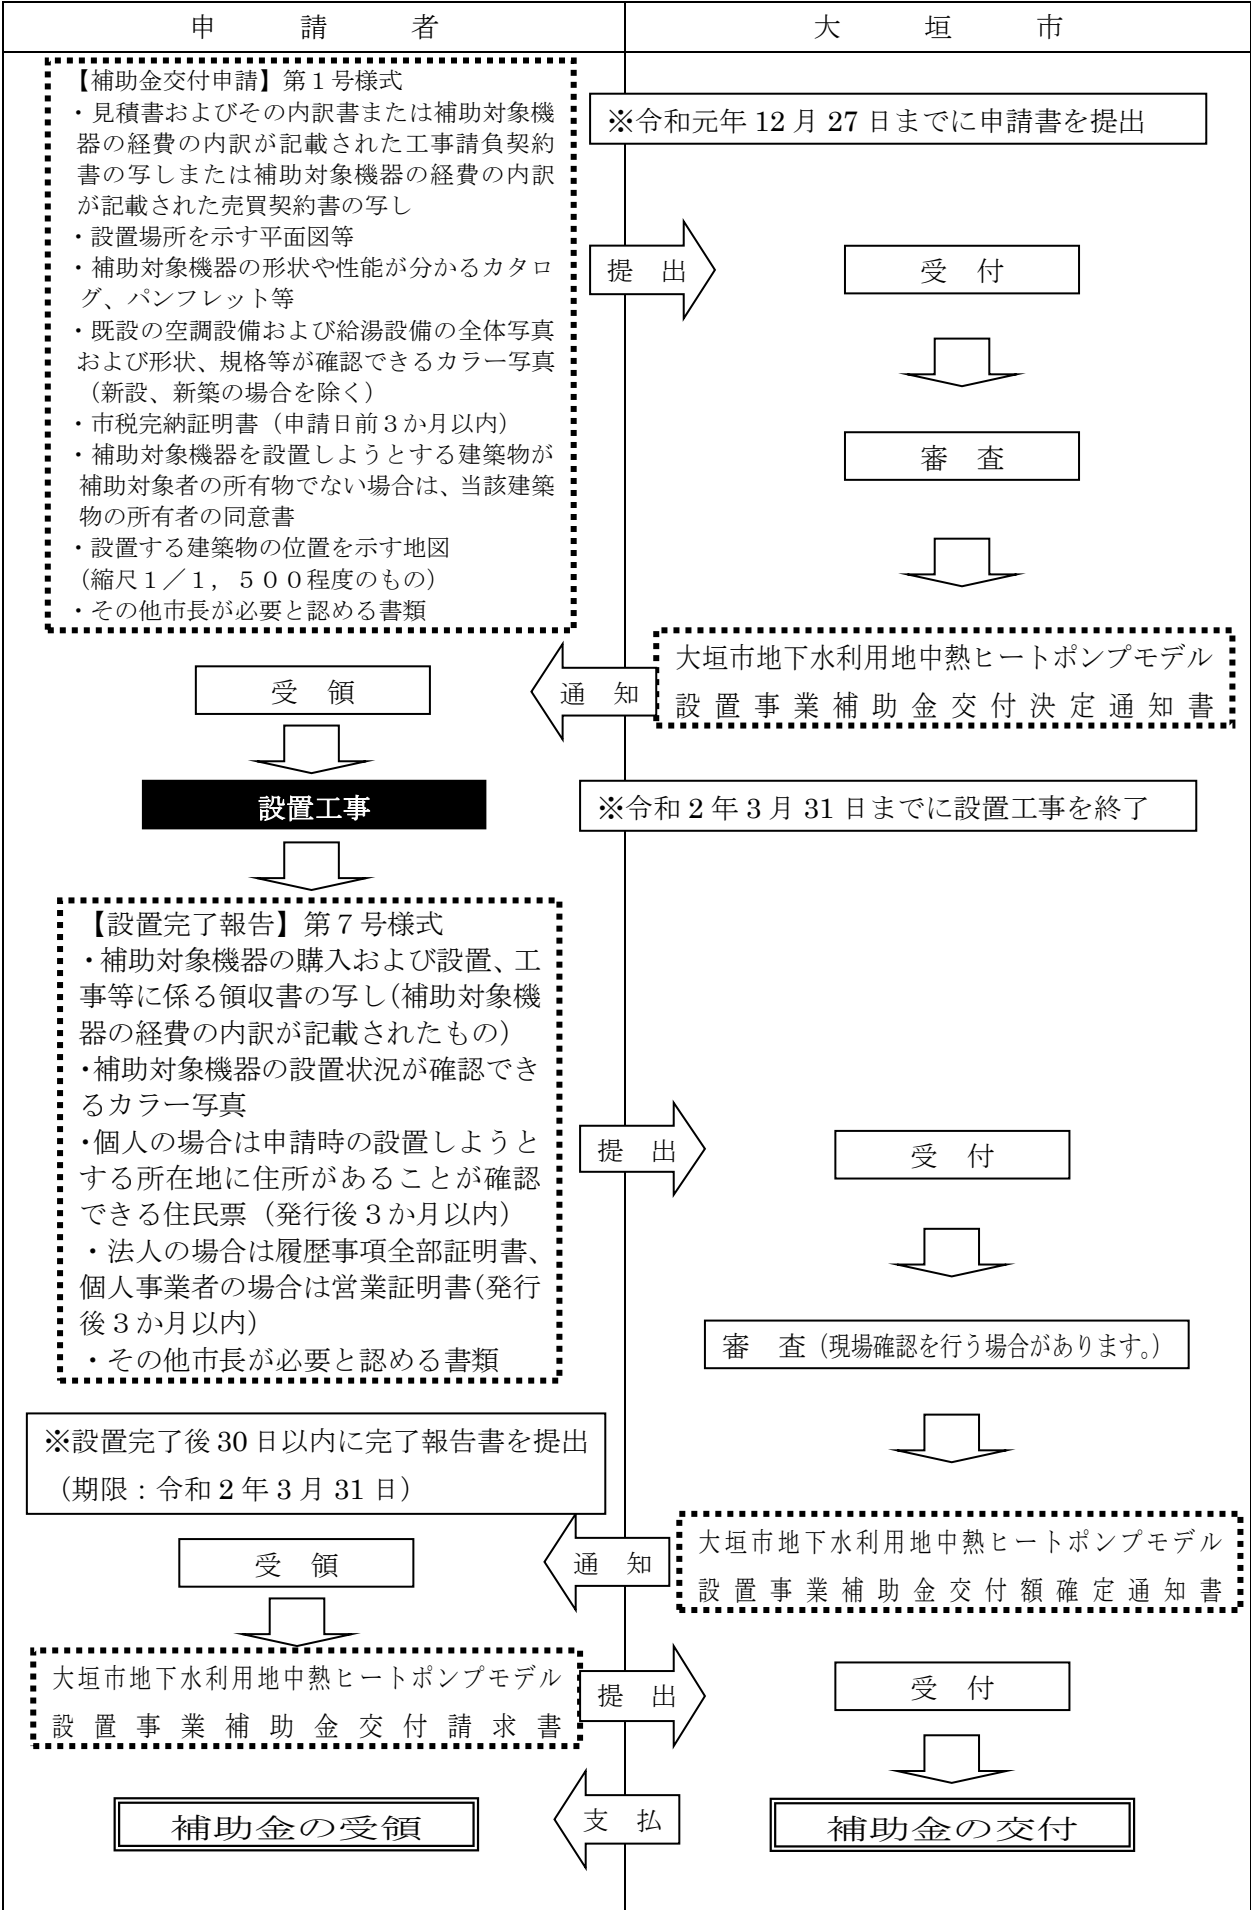 申請者
大垣市
【補助金交付申請】第１号様式
・見積書およびその内訳書または補助対象機
器の経費の内訳が記載された工事請負契約
書の写しまたは補助対象機器の経費の内訳
が記載された売買契約書の写し
・設置場所を示す平面図等
・補助対象機器の形状や性能が分かるカタロ
グ、パンフレット等
・既設の空調設備および給湯設備の全体写真
および形状、規格等が確認できるカラー写真
（新設、新築の場合を除く）
・市税完納証明書（申請日前３か月以内）
・補助対象機器を設置しようとする建築物が
補助対象者の所有物でない場合は、当該建築
物の所有者の同意書
・設置する建築物の位置を示す地図
（縮尺１／１，５００程度のもの）
・その他市長が必要と認める書類
※令和元年 12 月 27 日までに申請書を提出
提 出
受 付
審 査
大垣市地下水利用地中熱ヒートポンプモデル
設置事業補助金交付決定通知書
通 知
受 領
設置工事
※令和 2 年 3 月 31 日までに設置工事を終了
【設置完了報告】第７号様式
・補助対象機器の購入および設置、工
事等に係る領収書の写し（補助対象機
器の経費の内訳が記載されたもの）
・補助対象機器の設置状況が確認でき
るカラー写真
・個人の場合は申請時の設置しようと
する所在地に住所があることが確認
できる住民票（発行後３か月以内）
・法人の場合は履歴事項全部証明書、
個人事業者の場合は営業証明書（発行
後３か月以内）
・その他市長が必要と認める書類
提 出
受 付
審 査（現場確認を行う場合があります。）
※設置完了後 30 日以内に完了報告書を提出
（期限：令和 2 年 3 月 31 日）
大垣市地下水利用地中熱ヒートポンプモデル
設置事業補助金交付額確定通知書
通 知
受 領
大垣市地下水利用地中熱ヒートポンプモデル
設置事業補助金交付請求書
提 出
受 付
補助金の交付
支 払
補助金の受領